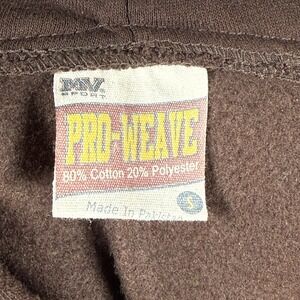 MV
SPORT
PRO-WEAVE
80% Cotton 20% Polyester
Made In Pakistan
S